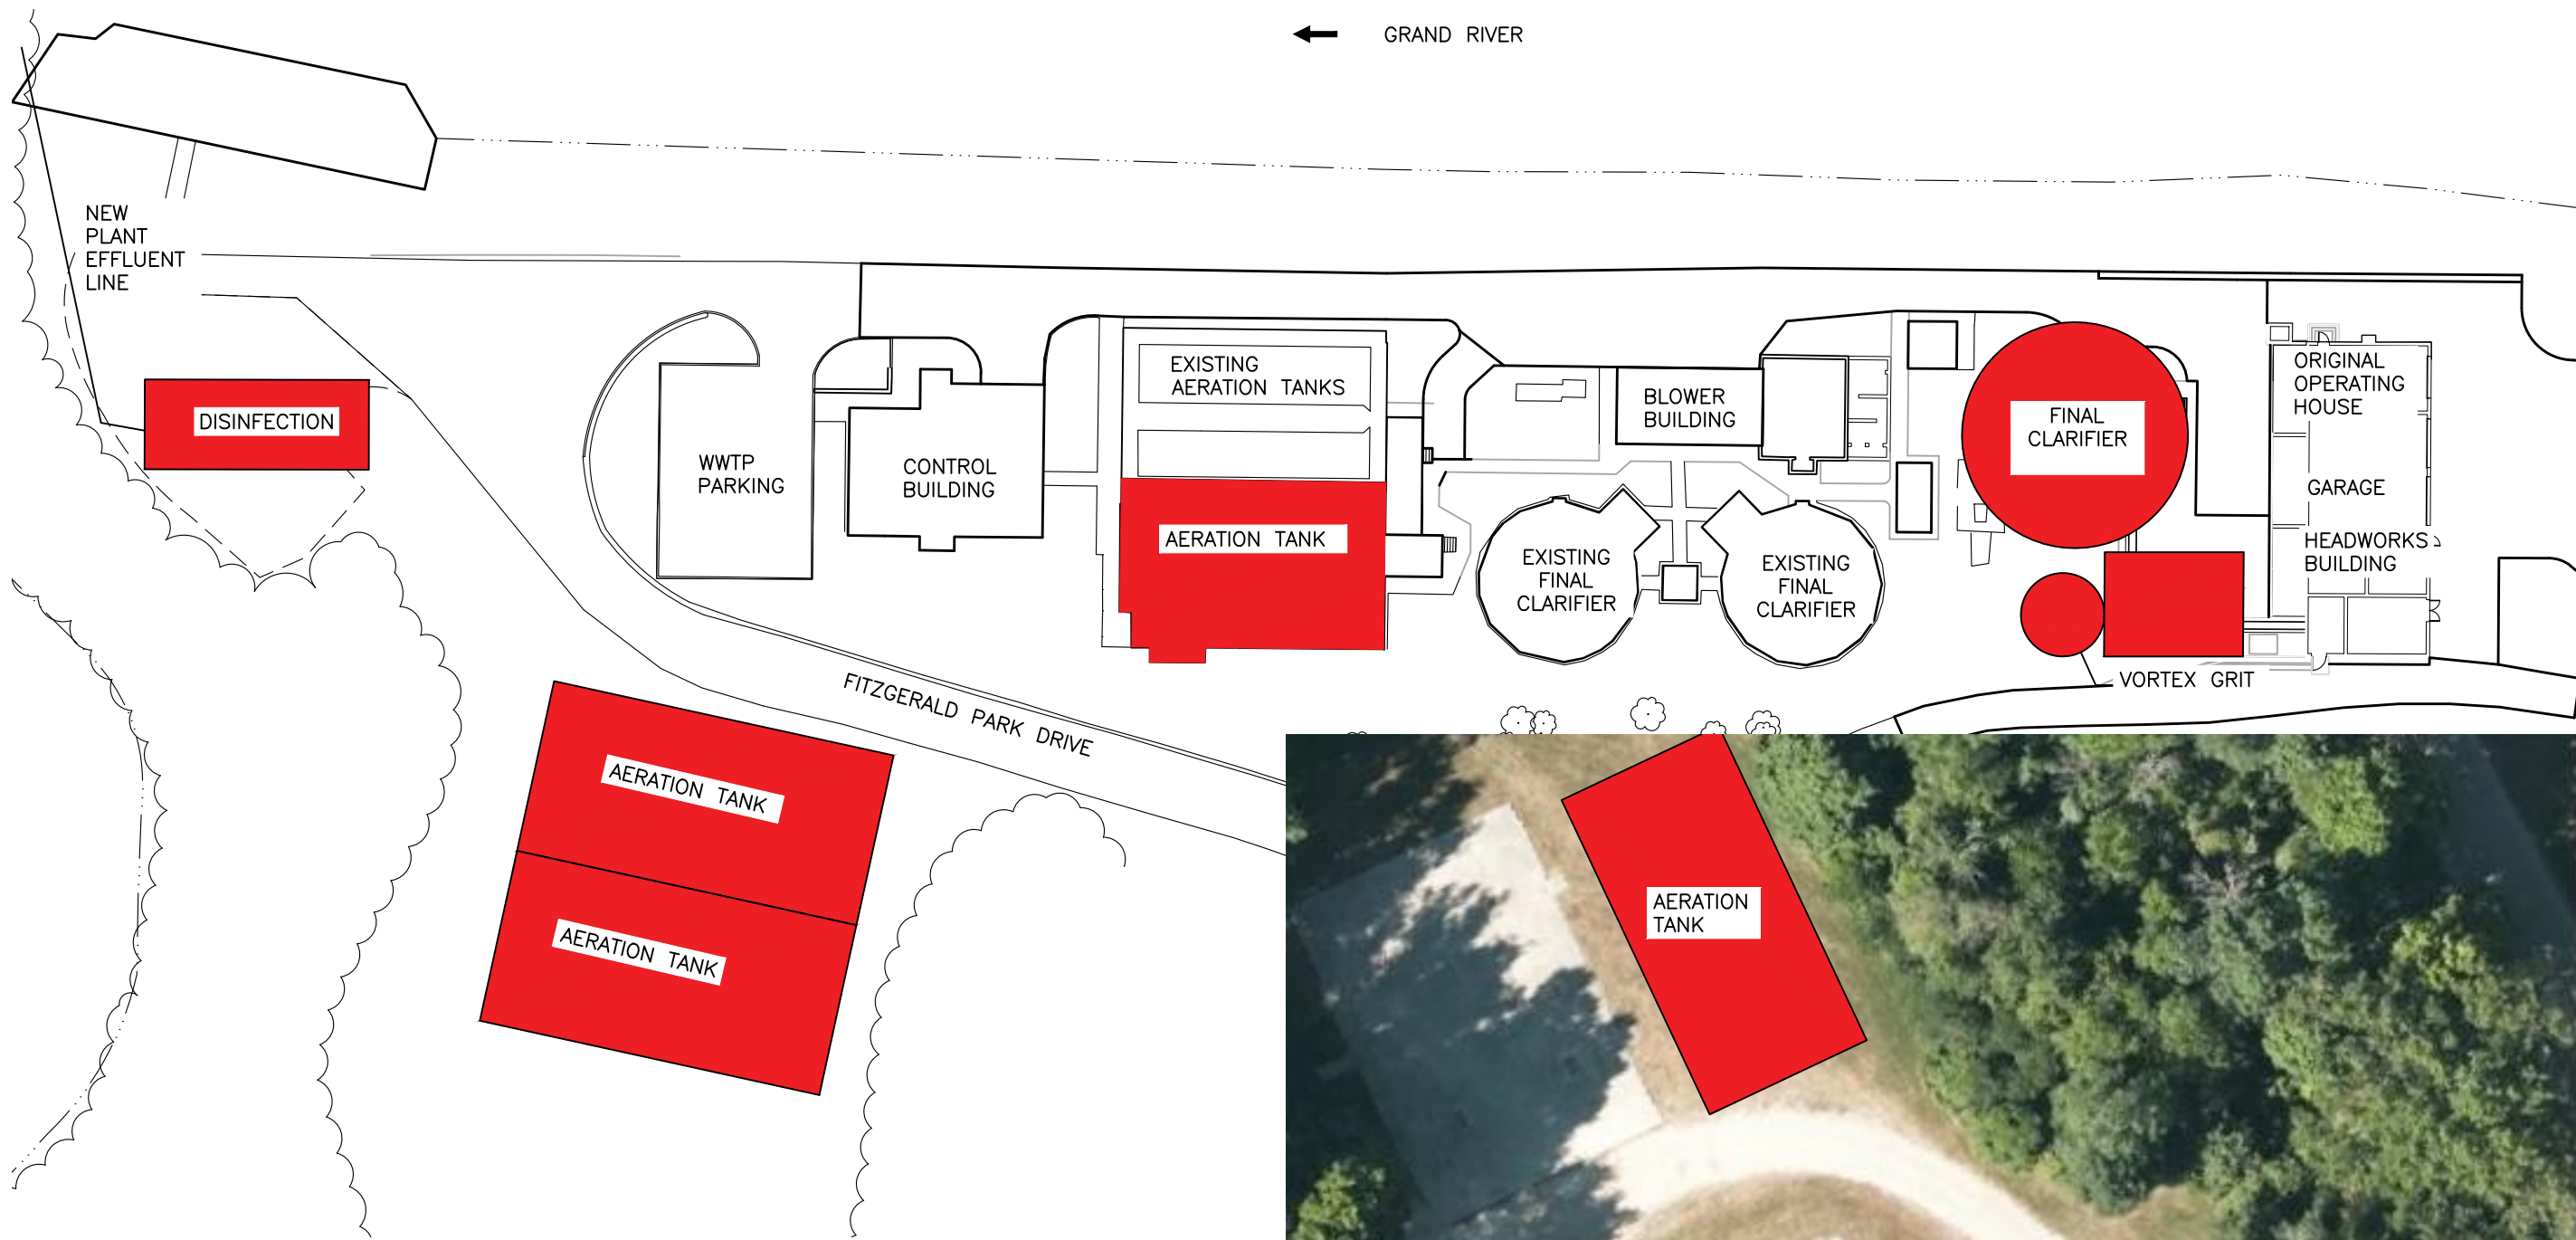 GRAND RIVER
NEW
PLANT
EFFLUENT
LINE
DISINFECTION
WWTP
PARKING
CONTROL
BUILDING
EXISTING
AERATION TANKS
AERATION TANK
BLOWER
BUILDING
EXISTING
FINAL
CLARIFIER
EXISTING
FINAL
CLARIFIER
FINAL
CLARIFIER
ORIGINAL
OPERATING
HOUSE
GARAGE
HEADWORKS
BUILDING
VORTEX GRIT
FITZGERALD PARK DRIVE
AERATION TANK
AERATION TANK
AERATION
TANK